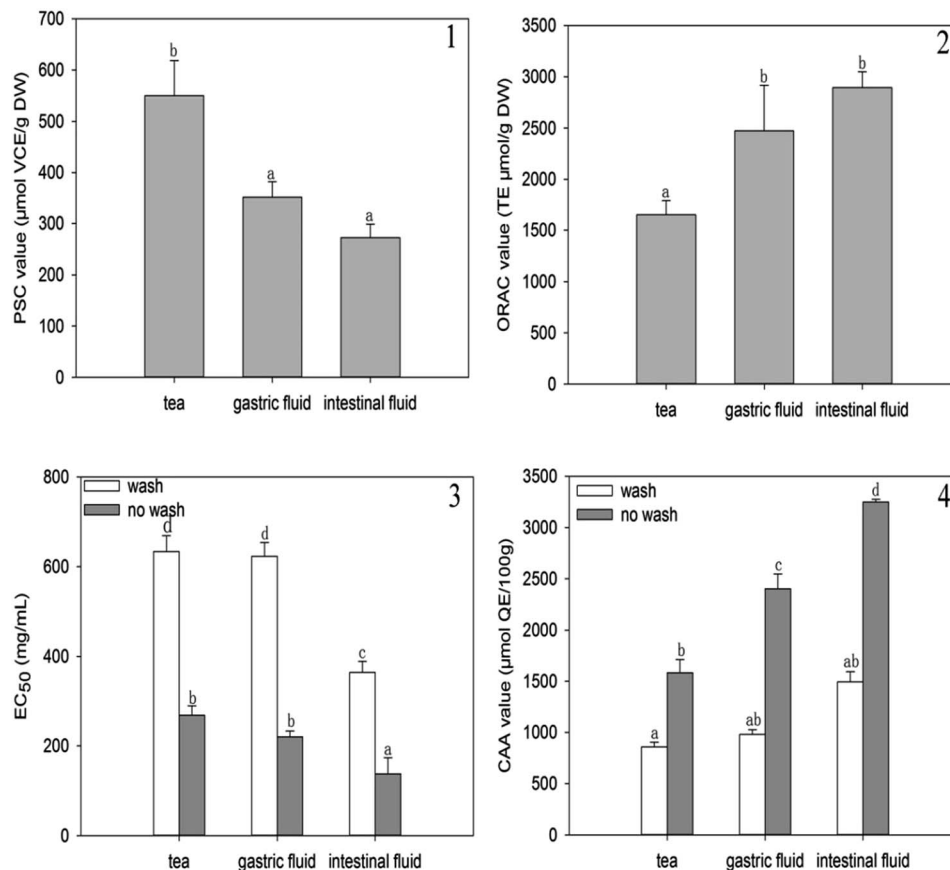 1
PSC value (μmol VCE/g DW)
700
600
500
400
300
200
100
0
b
a
a
tea
gastric fluid
intestinal fluid
2
ORAC value (TE μmol/g DW)
3500
3000
2500
2000
1500
1000
500
0
a
b
b
tea
gastric fluid
intestinal fluid
3
EC50 (mg/mL)
800
600
400
200
0
wash
no wash
d
b
d
b
c
a
tea
gastric fluid
intestinal fluid
4
CAA value (μmol QE/100g)
3500
3000
2500
2000
1500
1000
500
0
wash
no wash
a
b
ab
c
ab
d
tea
gastric fluid
intestinal fluid